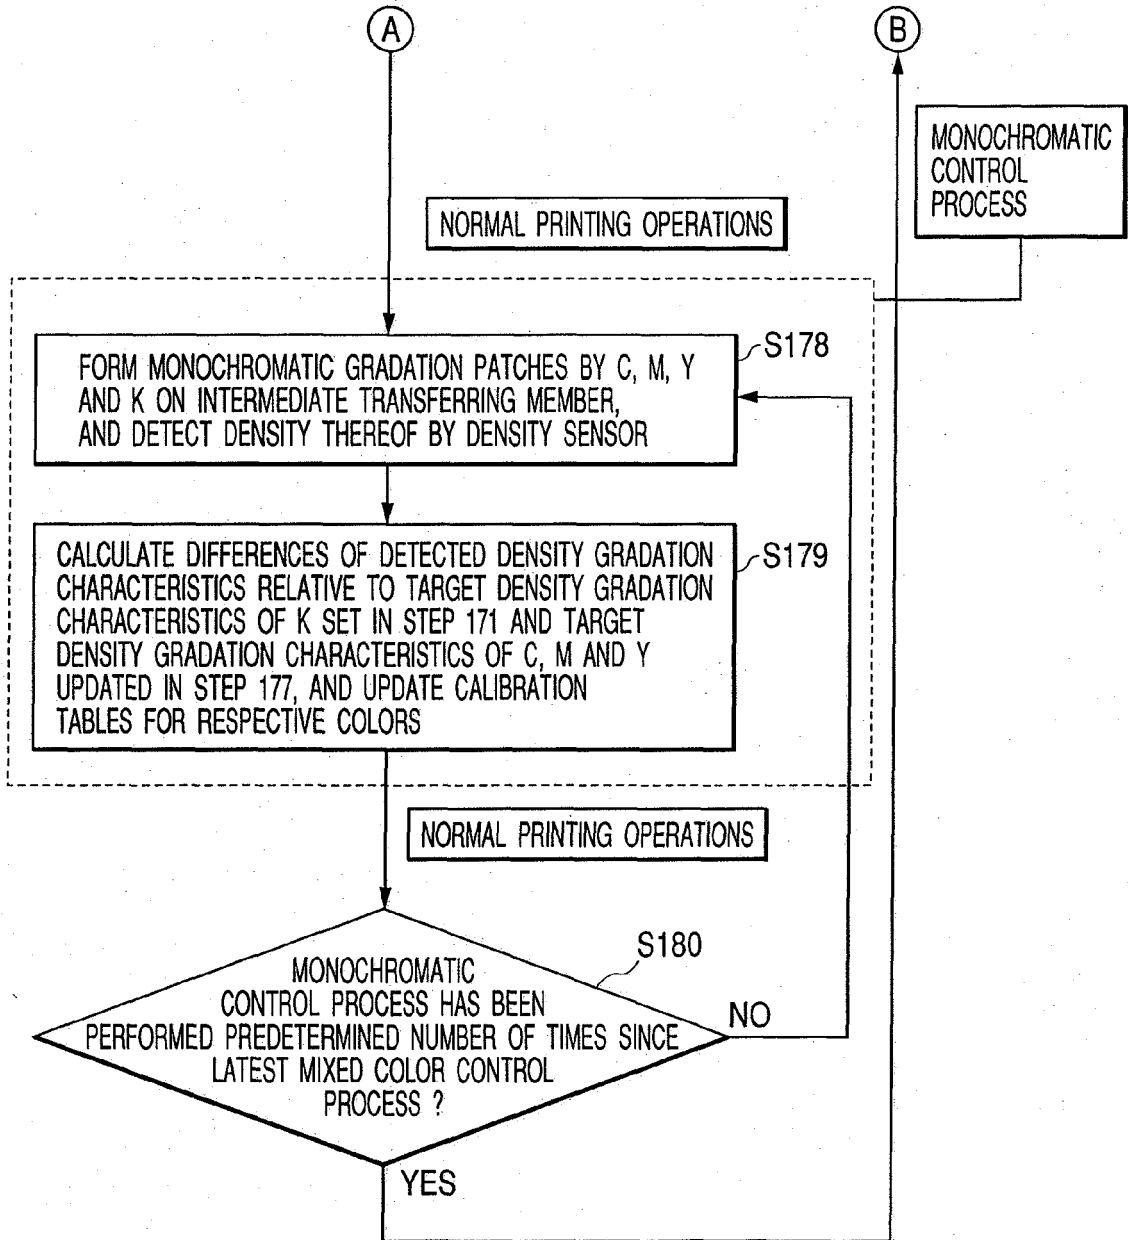 A
B
MONOCHROMATIC
CONTROL
PROCESS
NORMAL PRINTING OPERATIONS
S178
FORM MONOCHROMATIC GRADATION PATCHES BY C, M, Y
AND K ON INTERMEDIATE TRANSFERRING MEMBER,
AND DETECT DENSITY THEREOF BY DENSITY SENSOR
S179
CALCULATE DIFFERENCES OF DETECTED DENSITY GRADATION
CHARACTERISTICS RELATIVE TO TARGET DENSITY GRADATION
CHARACTERISTICS OF K SET IN STEP 171 AND TARGET
DENSITY GRADATION CHARACTERISTICS OF C, M AND Y
UPDATED IN STEP 177, AND UPDATE CALIBRATION
TABLES FOR RESPECTIVE COLORS
NORMAL PRINTING OPERATIONS
S180
MONOCHROMATIC
CONTROL PROCESS HAS BEEN
PERFORMED PREDETERMINED NUMBER OF TIMES SINCE
LATEST MIXED COLOR CONTROL
PROCESS ?
NO
YES